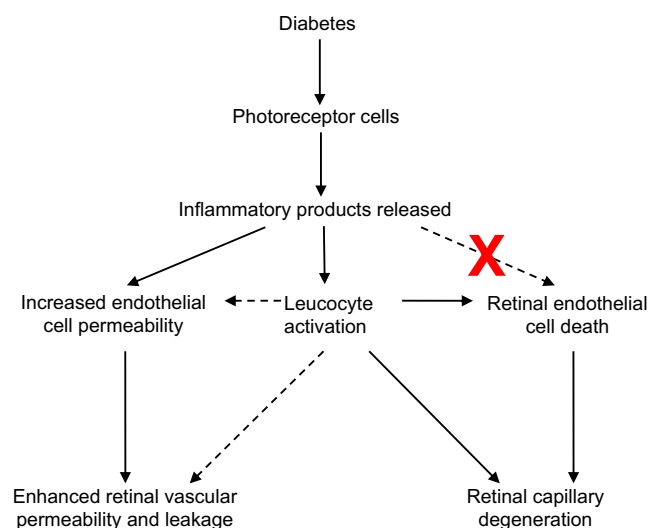 Diabetes
Photoreceptor cells
Inflammatory products released
X
Increased endothelial
cell permeability
Leucocyte
activation
Retinal endothelial
cell death
Enhanced retinal vascular
permeability and leakage
Retinal capillary
degeneration